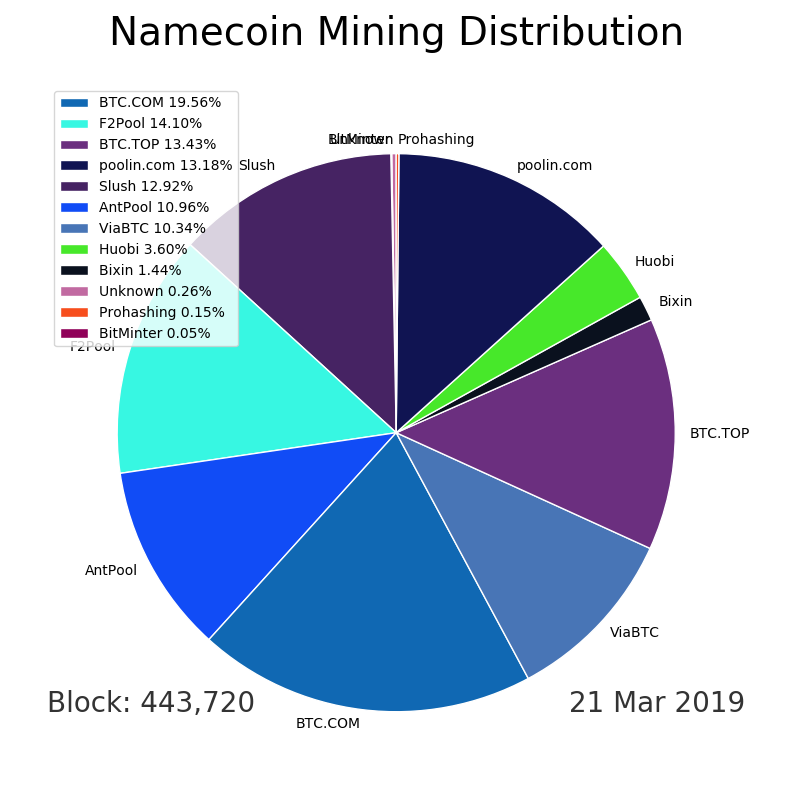 Namecoin Mining Distribution
BTC.COM 19.56%
F2Pool 14.10%
BTC.TOP 13.43%
poolin.com 13.18%
Slush 12.92%
AntPool 10.96%
ViaBTC 10.34%
Huobi 3.60%
Bixin 1.44%
Unknown 0.26%
Prohashing 0.15%
BitMinter 0.05%
BitMinter
Unknown
Prohashing
Slush
poolin.com
Huobi
Bixin
F2Pool
BTC.TOP
AntPool
ViaBTC
BTC.COM
Block: 443,720
21 Mar 2019